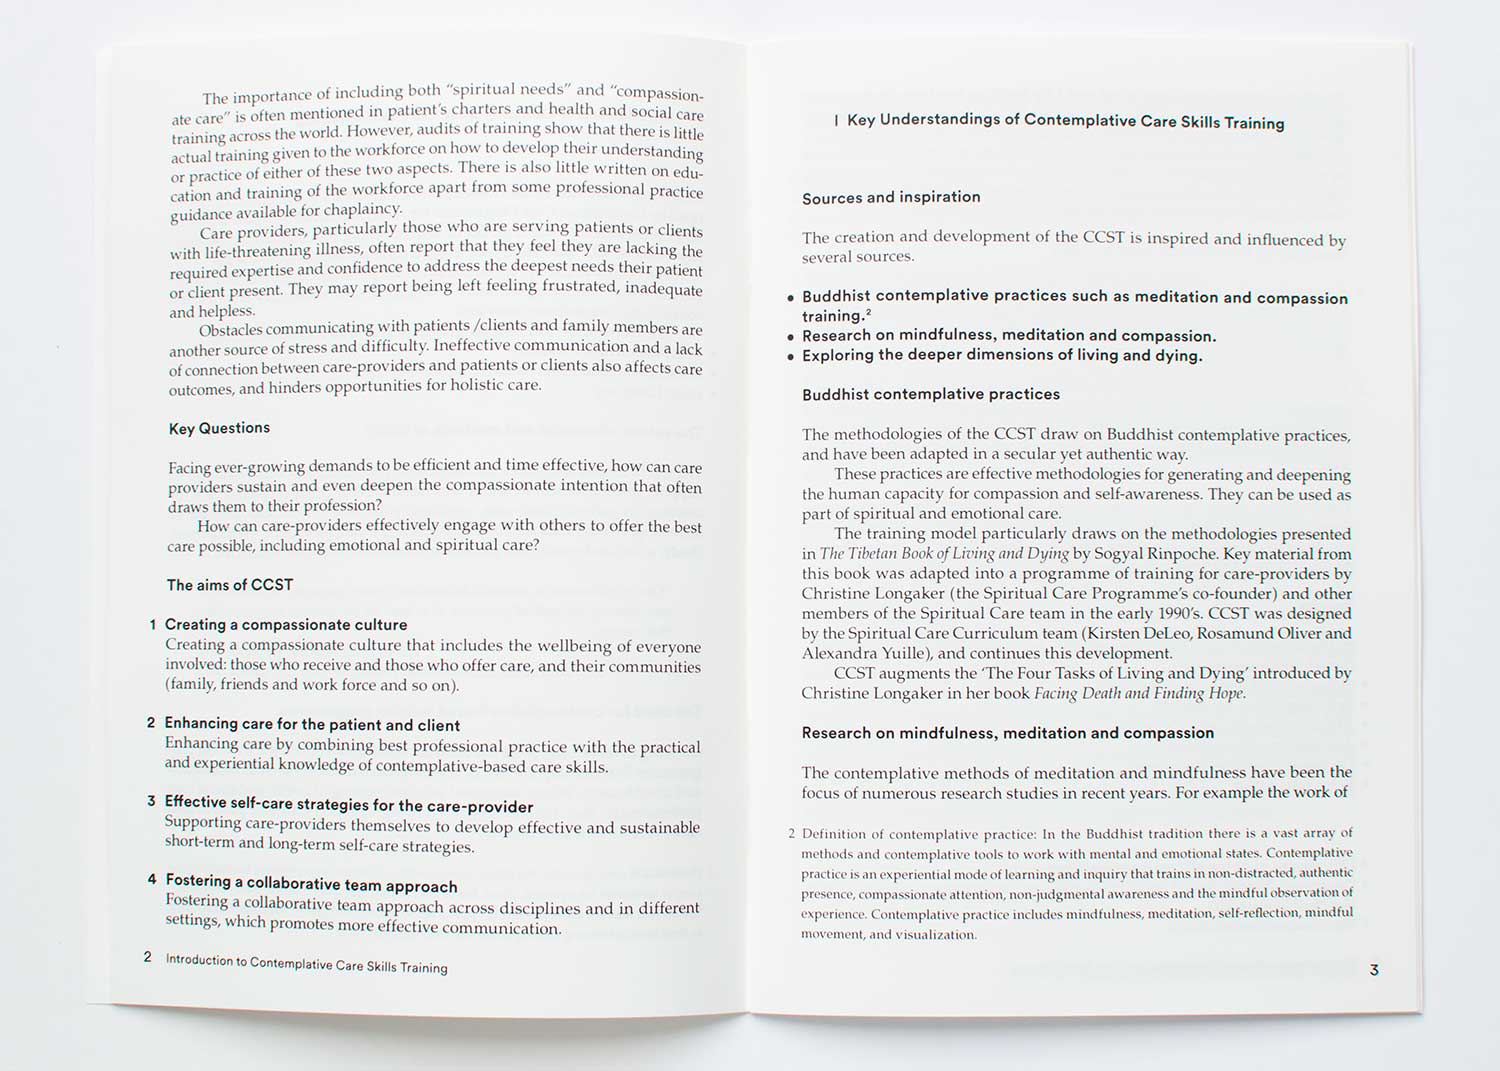 The importance of including both “spiritual needs” and “compassion-
ate care” is often mentioned in patient’s charters and health and social care
training across the world. However, audits of training show that there is little
actual training given to the workforce on how to develop their understanding
or practice of either of these two aspects. There is also little written on edu-
cation and training of the workforce apart from some professional practice
guidance available for chaplaincy.
Care providers, particularly those who are serving patients or clients
with life-threatening illness, often report that they feel they are lacking the
required expertise and confidence to address the deepest needs their patient
or client present. They may report being left feeling frustrated, inadequate
and helpless.
Obstacles communicating with patients /clients and family members are
another source of stress and difficulty. Ineffective communication and a lack
of connection between care-providers and patients or clients also affects care
outcomes, and hinders opportunities for holistic care.
Key Questions
Facing ever-growing demands to be efficient and time effective, how can care
providers sustain and even deepen the compassionate intention that often
draws them to their profession?
How can care-providers effectively engage with others to offer the best
care possible, including emotional and spiritual care?
The aims of CCST
1 Creating a compassionate culture
Creating a compassionate culture that includes the wellbeing of everyone
involved: those who receive and those who offer care, and their communities
(family, friends and work force and so on).
2 Enhancing care for the patient and client
Enhancing care by combining best professional practice with the practical
and experiential knowledge of contemplative-based care skills.
3 Effective self-care strategies for the care-provider
Supporting care-providers themselves to develop effective and sustainable
short-term and long-term self-care strategies.
4 Fostering a collaborative team approach
Fostering a collaborative team approach across disciplines and in different
settings, which promotes more effective communication.
2 Introduction to Contemplative Care Skills Training
I Key Understandings of Contemplative Care Skills Training
Sources and inspiration
The creation and development of the CCST is inspired and influenced by
several sources.
• Buddhist contemplative practices such as meditation and compassion
training.²
• Research on mindfulness, meditation and compassion.
• Exploring the deeper dimensions of living and dying.
Buddhist contemplative practices
The methodologies of the CCST draw on Buddhist contemplative practices,
and have been adapted in a secular yet authentic way.
These practices are effective methodologies for generating and deepening
the human capacity for compassion and self-awareness. They can be used as
part of spiritual and emotional care.
The training model particularly draws on the methodologies presented
in The Tibetan Book of Living and Dying by Sogyal Rinpoche. Key material from
this book was adapted into a programme of training for care-providers by
Christine Longaker (the Spiritual Care Programme’s co-founder) and other
members of the Spiritual Care team in the early 1990’s. CCST was designed
by the Spiritual Care Curriculum team (Kirsten DeLeo, Rosamund Oliver and
Alexandra Yuille), and continues this development.
CCST augments the ‘The Four Tasks of Living and Dying’ introduced by
Christine Longaker in her book Facing Death and Finding Hope.
Research on mindfulness, meditation and compassion
The contemplative methods of meditation and mindfulness have been the
focus of numerous research studies in recent years. For example the work of
2 Definition of contemplative practice: In the Buddhist tradition there is a vast array of
methods and contemplative tools to work with mental and emotional states. Contemplative
practice is an experiential mode of learning and inquiry that trains in non-distracted, authentic
presence, compassionate attention, non-judgmental awareness and the mindful observation of
experience. Contemplative practice includes mindfulness, meditation, self-reflection, mindful
movement, and visualization.
3